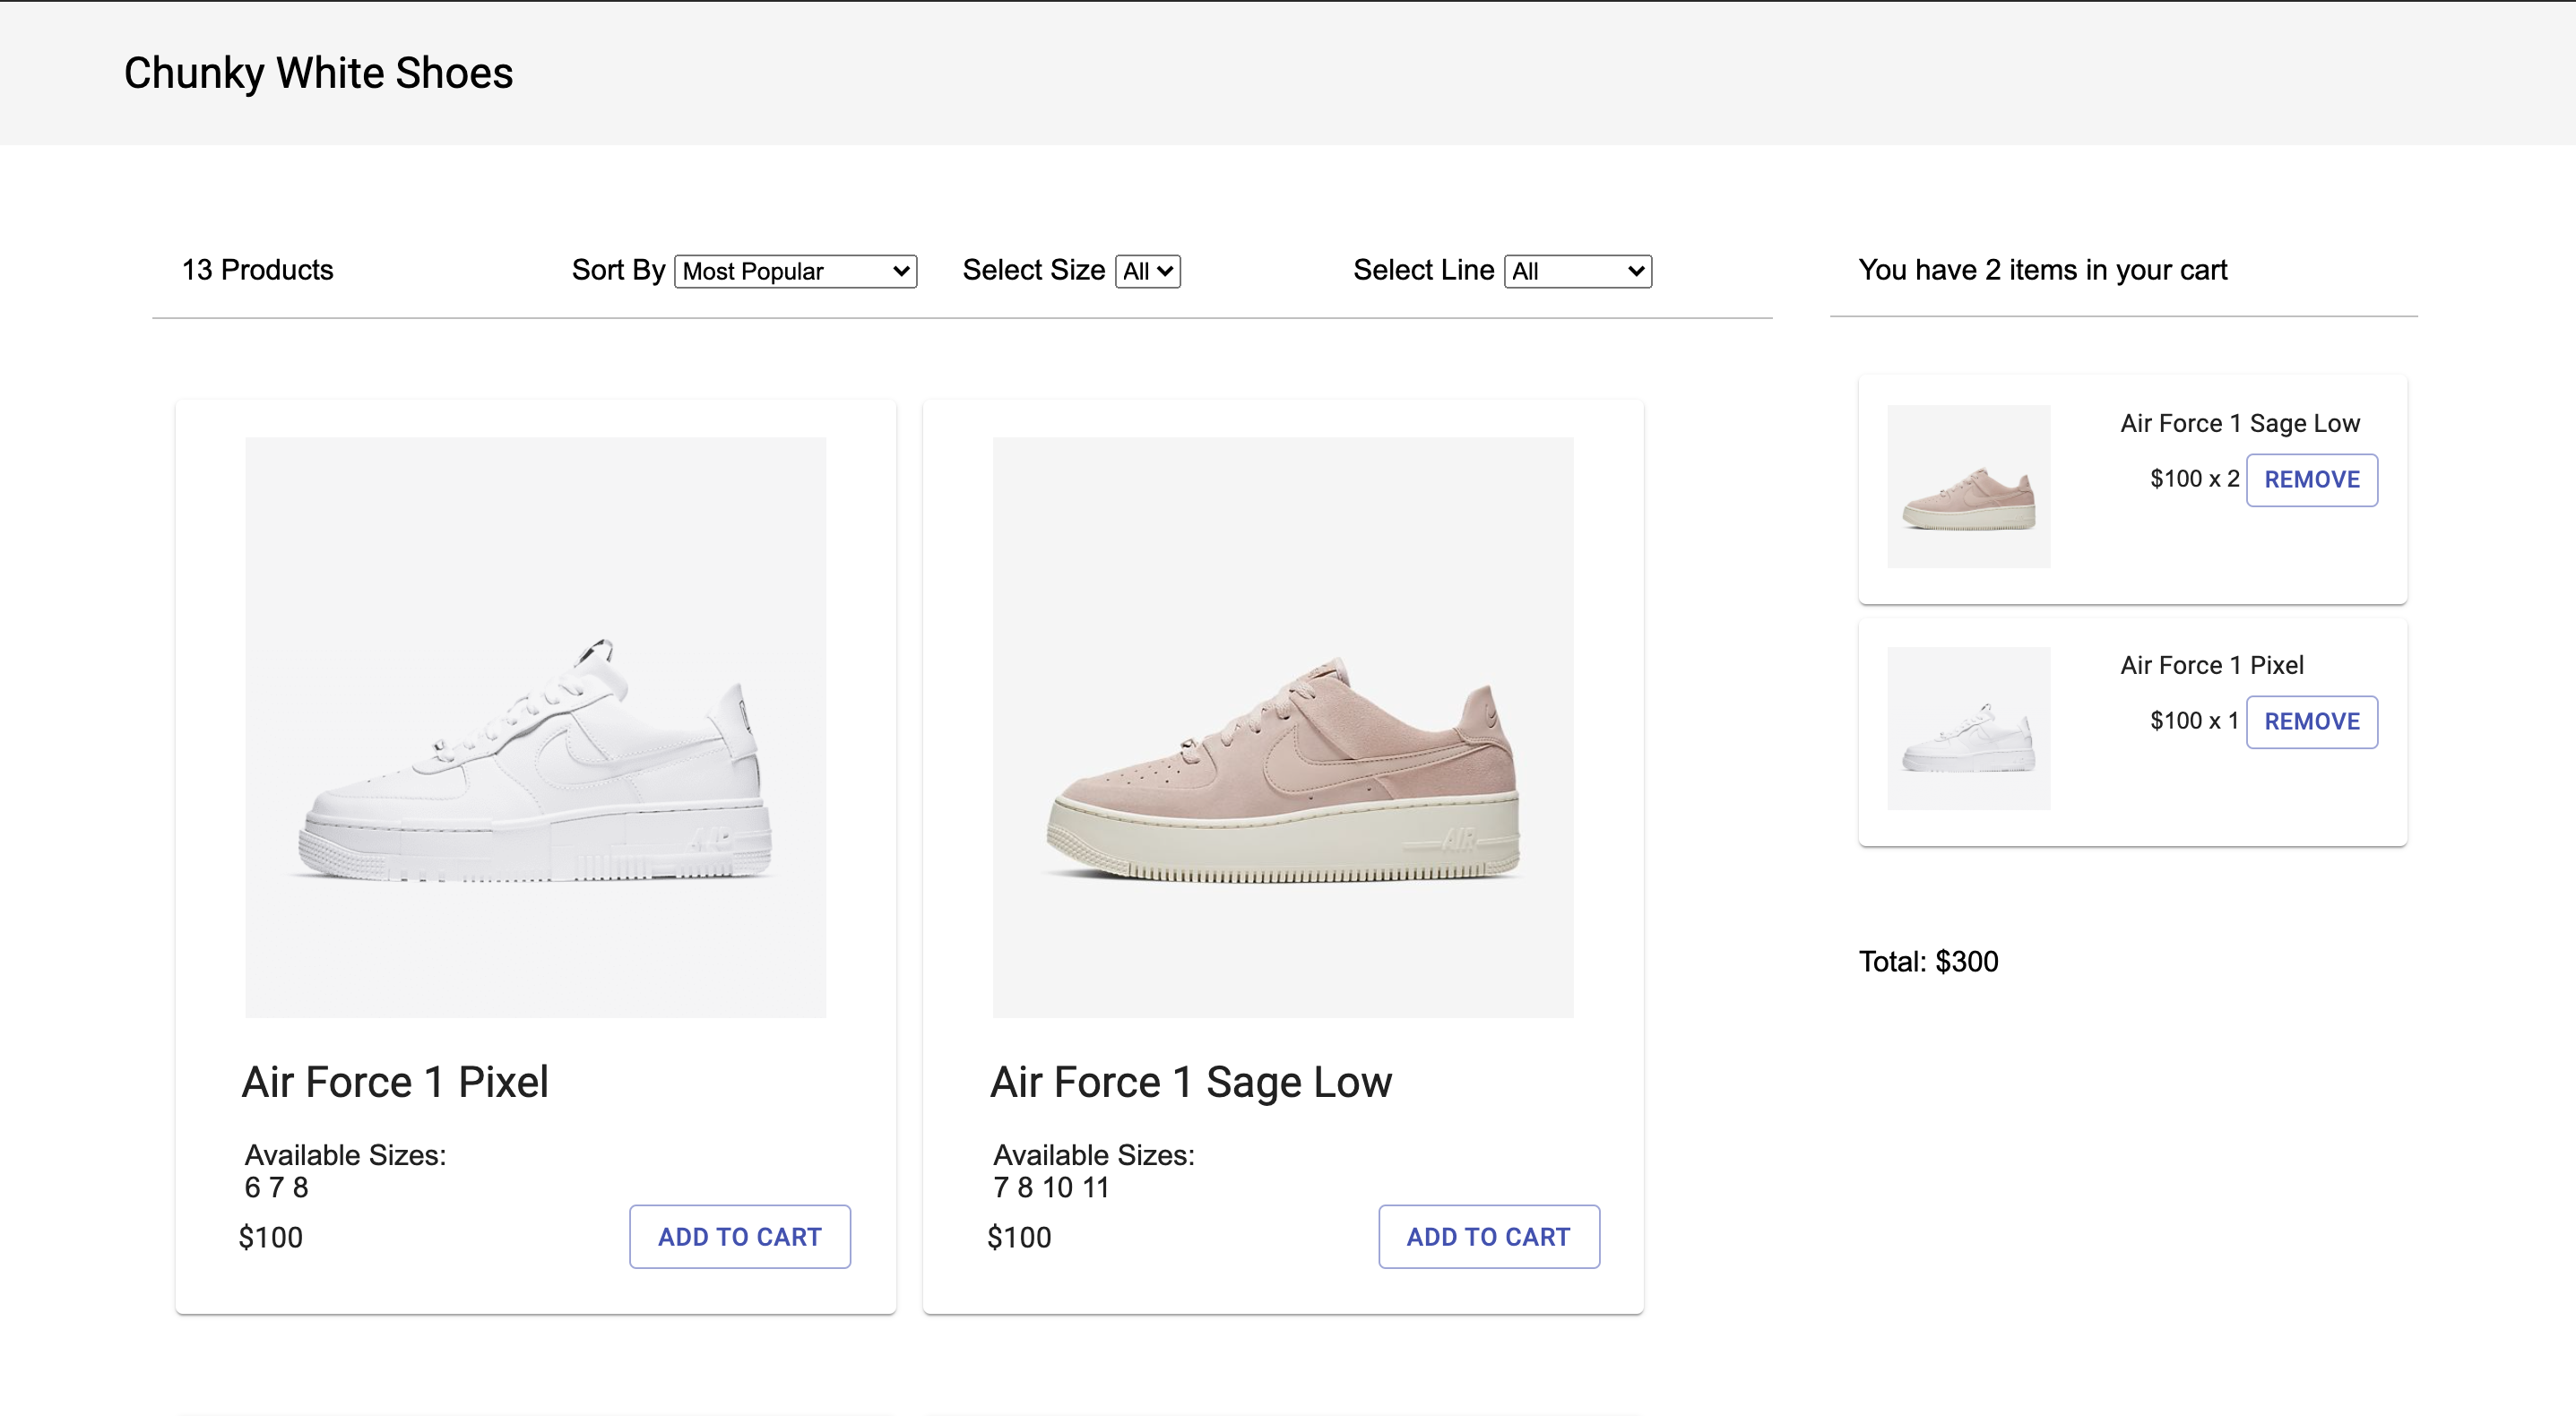 Chunky White Shoes
13 Products
Sort By Most Popular
Select Size All
Select Line All
You have 2 items in your cart
Air Force 1 Sage Low
$100 x 2 REMOVE
Air Force 1 Pixel
$100 x 1 REMOVE
Total: $300
AIR
Air Force 1 Pixel
Available Sizes:
6 7 8
$100 ADD TO CART
AIR
Air Force 1 Sage Low
Available Sizes:
7 8 10 11
$100 ADD TO CART